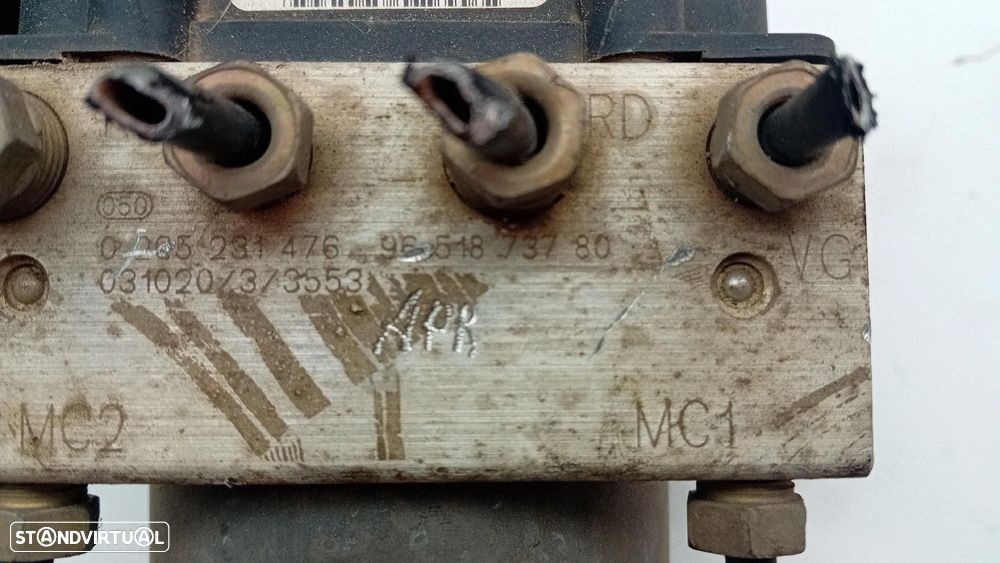 RD
050
0 265 231 476 96 518 737 80
031020/3/3553
VG
APR
MC2
MC1
STANDVIRTUAL